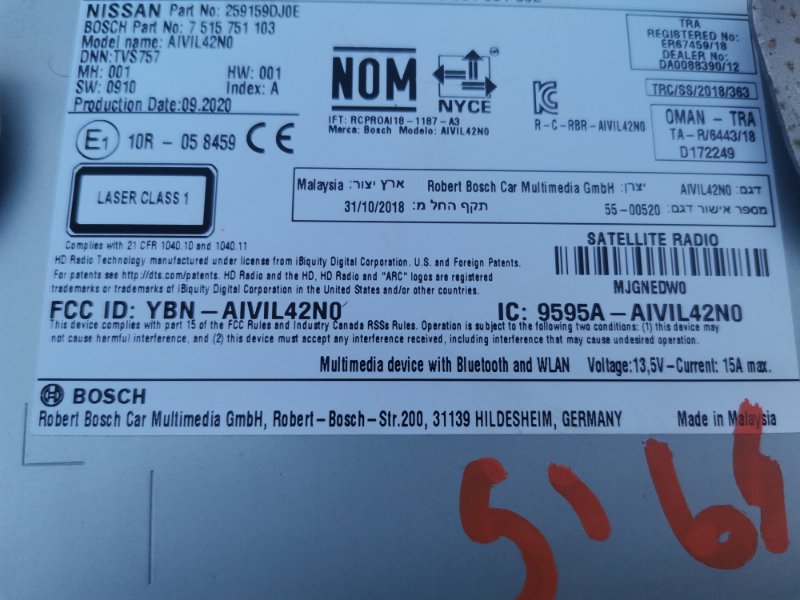 NISSAN Part No: 259159DJ0E
BOSCH Part No: 7 515 751 103
Model name: AIVIL42N0
DNN:TVS757
MH: 001 HW: 001
SW: 0910 Index: A
Production Date:09.2020
E1 10R - 05 8459 CE
NOM
NYCE
IFT: RCPROAI18-1187-A3
Marca: Bosch Modelo: AIVIL42N0
R-C-RBR-AIVIL42N0
TRA
REGISTERED No:
ER67459/18
DEALER No:
DA0088390/12
TRC/SS/2018/363
OMAN - TRA
TA-R/6443/18
D172249
LASER CLASS 1
דגם: AIVIL42N0 יצרן: Robert Bosch Car Multimedia GmbH ארץ יצור: Malaysia
מספר אישור דגם: 55-00520 תקף החל מ: 31/10/2018
Complies with 21 CFR 1040.10 and 1040.11
HD Radio Technology manufactured under license from iBiquity Digital Corporation. U.S. and Foreign Patents.
For patents see http://dts.com/patents. HD Radio and the HD, HD Radio and "ARC" logos are registered
trademarks or trademarks of iBiquity Digital Corporation in the United States and/or other countries.
SATELLITE RADIO
MJGNEDW0
FCC ID: YBN-AIVIL42N0 IC: 9595A-AIVIL42N0
This device complies with part 15 of the FCC Rules and Industry Canada RSSs Rules. Operation is subject to the following two conditions: (1) this device may
not cause harmful interference, and (2) this device must accept any interference received, including interference that may cause undesired operation.
Multimedia device with Bluetooth and WLAN Voltage:13,5V-Current: 15A max.
BOSCH
Robert Bosch Car Multimedia GmbH, Robert-Bosch-Str.200, 31139 HILDESHEIM, GERMANY Made in Malaysia